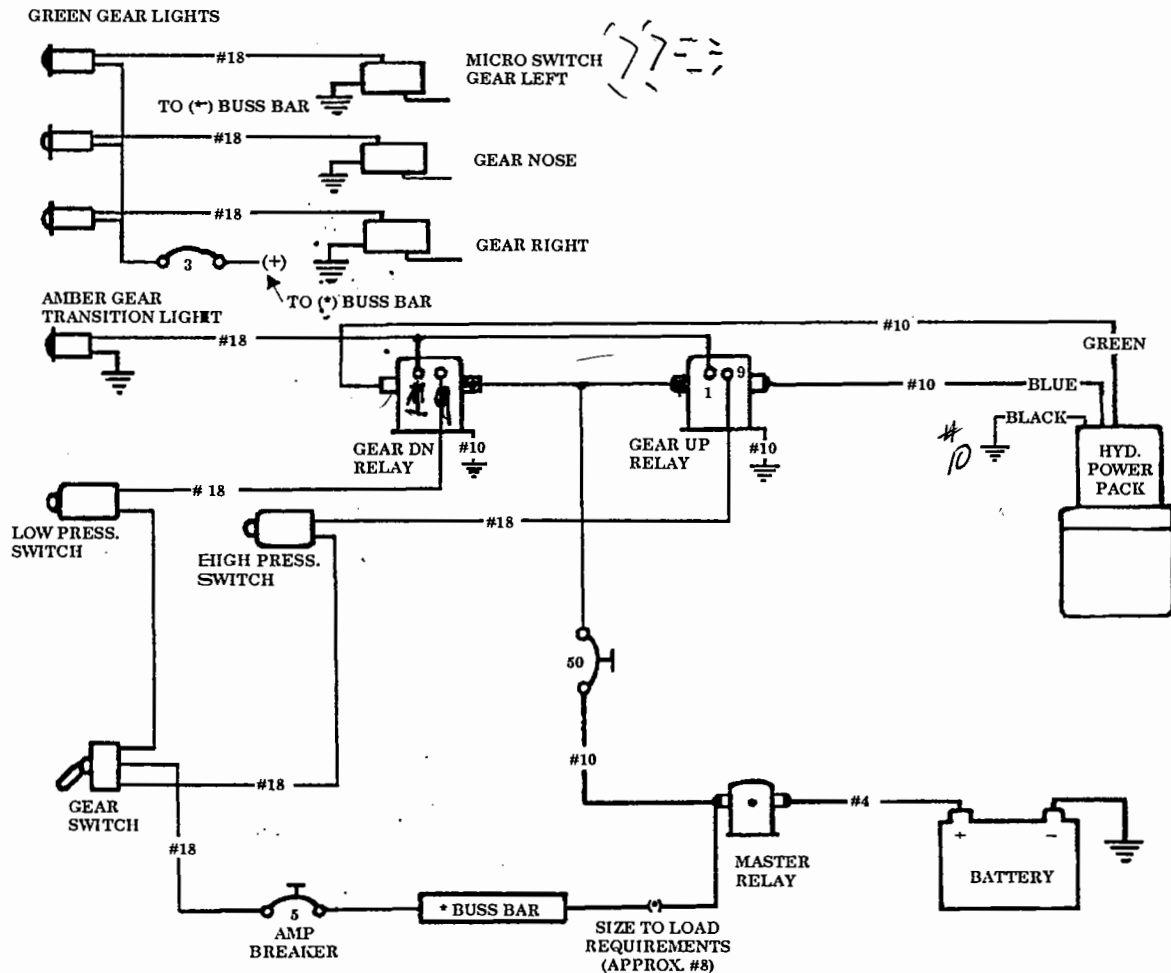 GREEN GEAR LIGHTS
#18
MICRO SWITCH
GEAR LEFT
TO (*) BUSS BAR
#18
GEAR NOSE
#18
GEAR RIGHT
3
(+)
TO (*) BUSS BAR
AMBER GEAR
TRANSITION LIGHT
#18
#10
GREEN
1
9
#10
BLUE
BLACK
#10
GEAR DN
RELAY
#10
GEAR UP
RELAY
#10
HYD.
POWER
PACK
# 18
LOW PRESS.
SWITCH
#18
HIGH PRESS.
SWITCH
50
#10
GEAR
SWITCH
#18
#18
#4
MASTER
RELAY
+
-
BATTERY
5
AMP
BREAKER
* BUSS BAR
SIZE TO LOAD
REQUIREMENTS
(APPROX. #8)